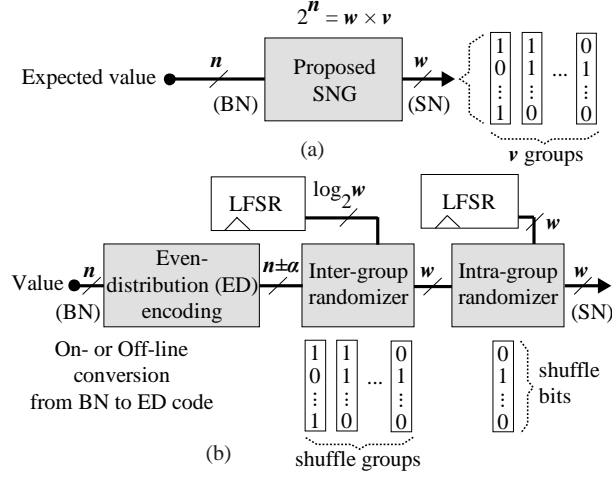 2^n = w × v
Expected value
n
(BN)
Proposed
SNG
w
(SN)
1 1 0
0 1 ... 1
⋮ ⋮ ⋮
1 0 0
v groups
(a)
LFSR
log₂w
LFSR
w
Value
n
(BN)
Even-
distribution (ED)
encoding
n±α
Inter-group
randomizer
w
Intra-group
randomizer
w
(SN)
On- or Off-line
conversion
from BN to ED code
1 1 0
0 1 ... 1
⋮ ⋮ ⋮
1 0 0
shuffle groups
0
1
⋮
0
shuffle
bits
(b)